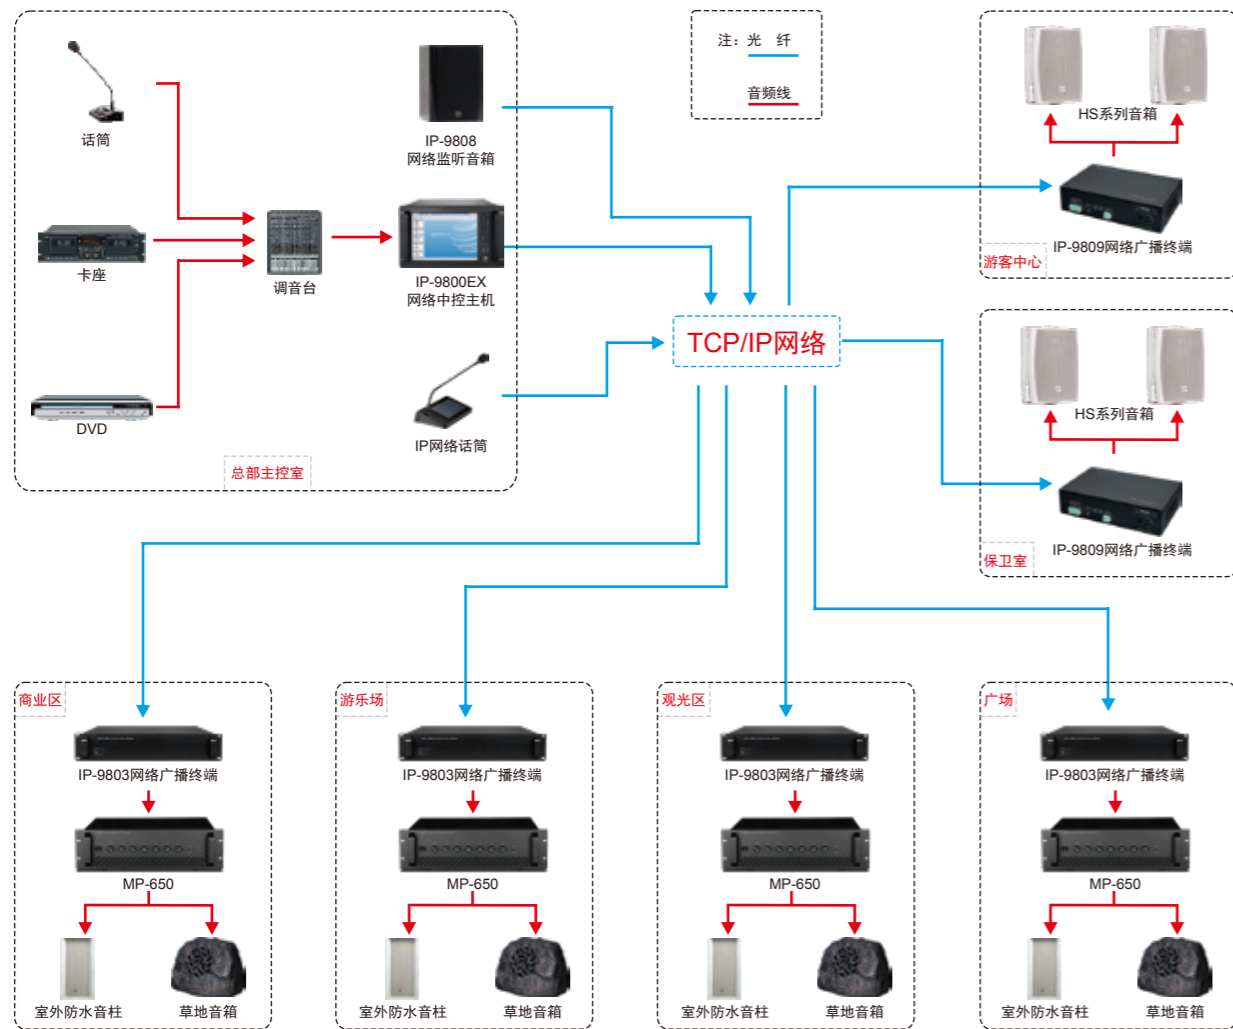 话筒
IP-9808
网络监听音箱
卡座
调音台
IP-9800EX
网络中控主机
DVD
IP网络话筒
总部主控室
注：光 纤
音频线
TCP/IP网络
HS系列音箱
IP-9809网络广播终端
游客中心
HS系列音箱
IP-9809网络广播终端
保卫室
商业区
IP-9803网络广播终端
MP-650
室外防水音柱
草地音箱
游乐场
IP-9803网络广播终端
MP-650
室外防水音柱
草地音箱
观光区
IP-9803网络广播终端
MP-650
室外防水音柱
草地音箱
广场
IP-9803网络广播终端
MP-650
室外防水音柱
草地音箱